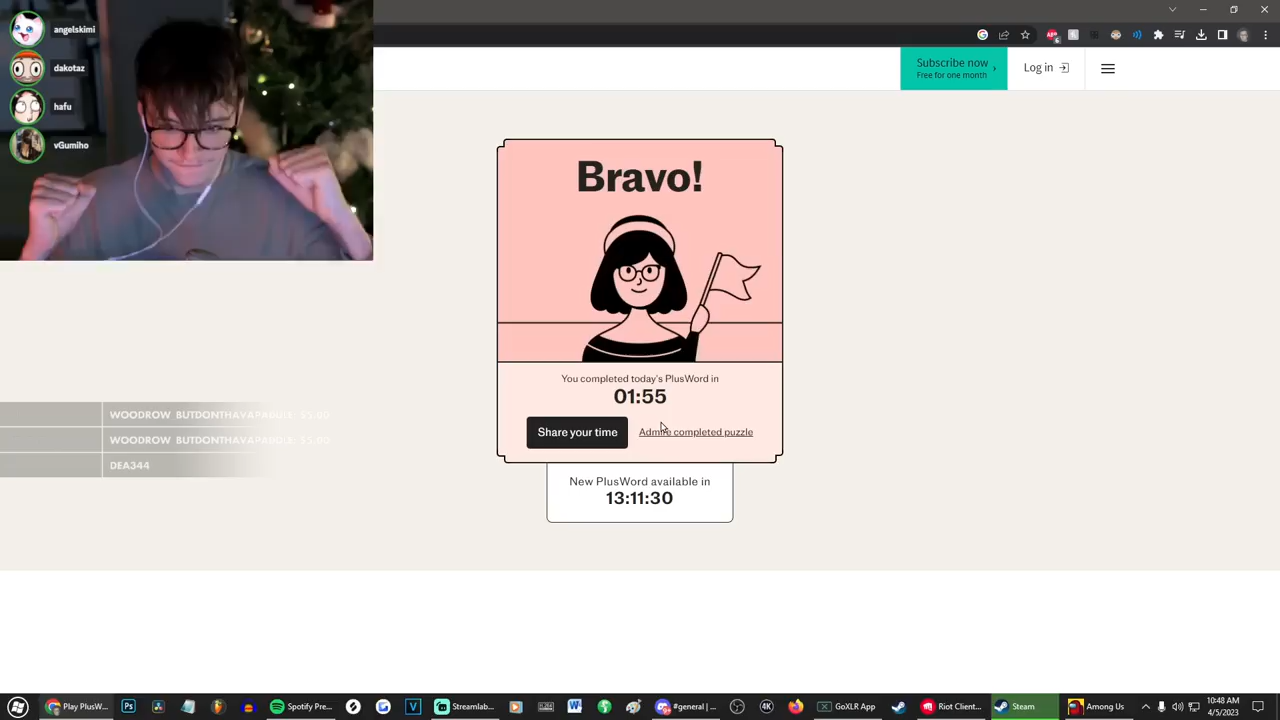 angelskimi
dakotaz
hafu
vGumiho
Subscribe now
Free for one month
Log in
Bravo!
You completed today's PlusWord in
01:55
Share your time
Admire completed puzzle
New PlusWord available in
13:11:30
WOODROW
WOODROW
DEA344
Play PlusW...
Spotify Pre...
Streamlab...
#general | ...
GoXLR App
Riot Client...
Steam
Among Us
10:48 AM
4/5/2023